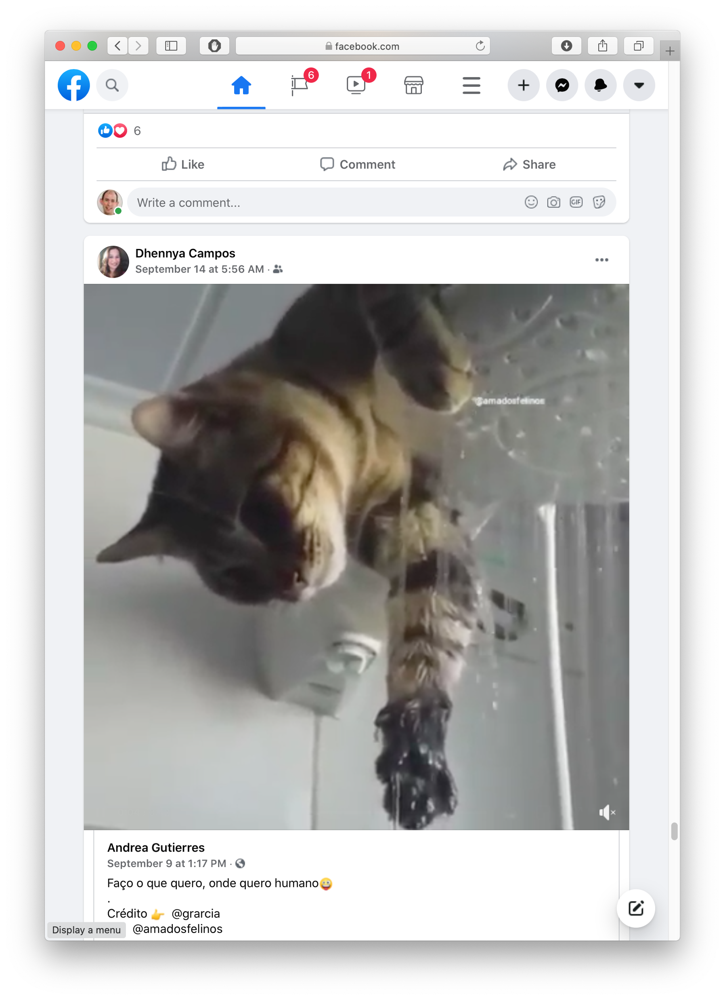 facebook.com
6
1
6
Like
Comment
Share
Write a comment...
GIF
Dhennya Campos
September 14 at 5:56 AM ·
@amadosfelinos
Andrea Gutierres
September 9 at 1:17 PM ·
Faço o que quero, onde quero humano😜
.
Crédito 👉 @grarcia
@amadosfelinos
Display a menu